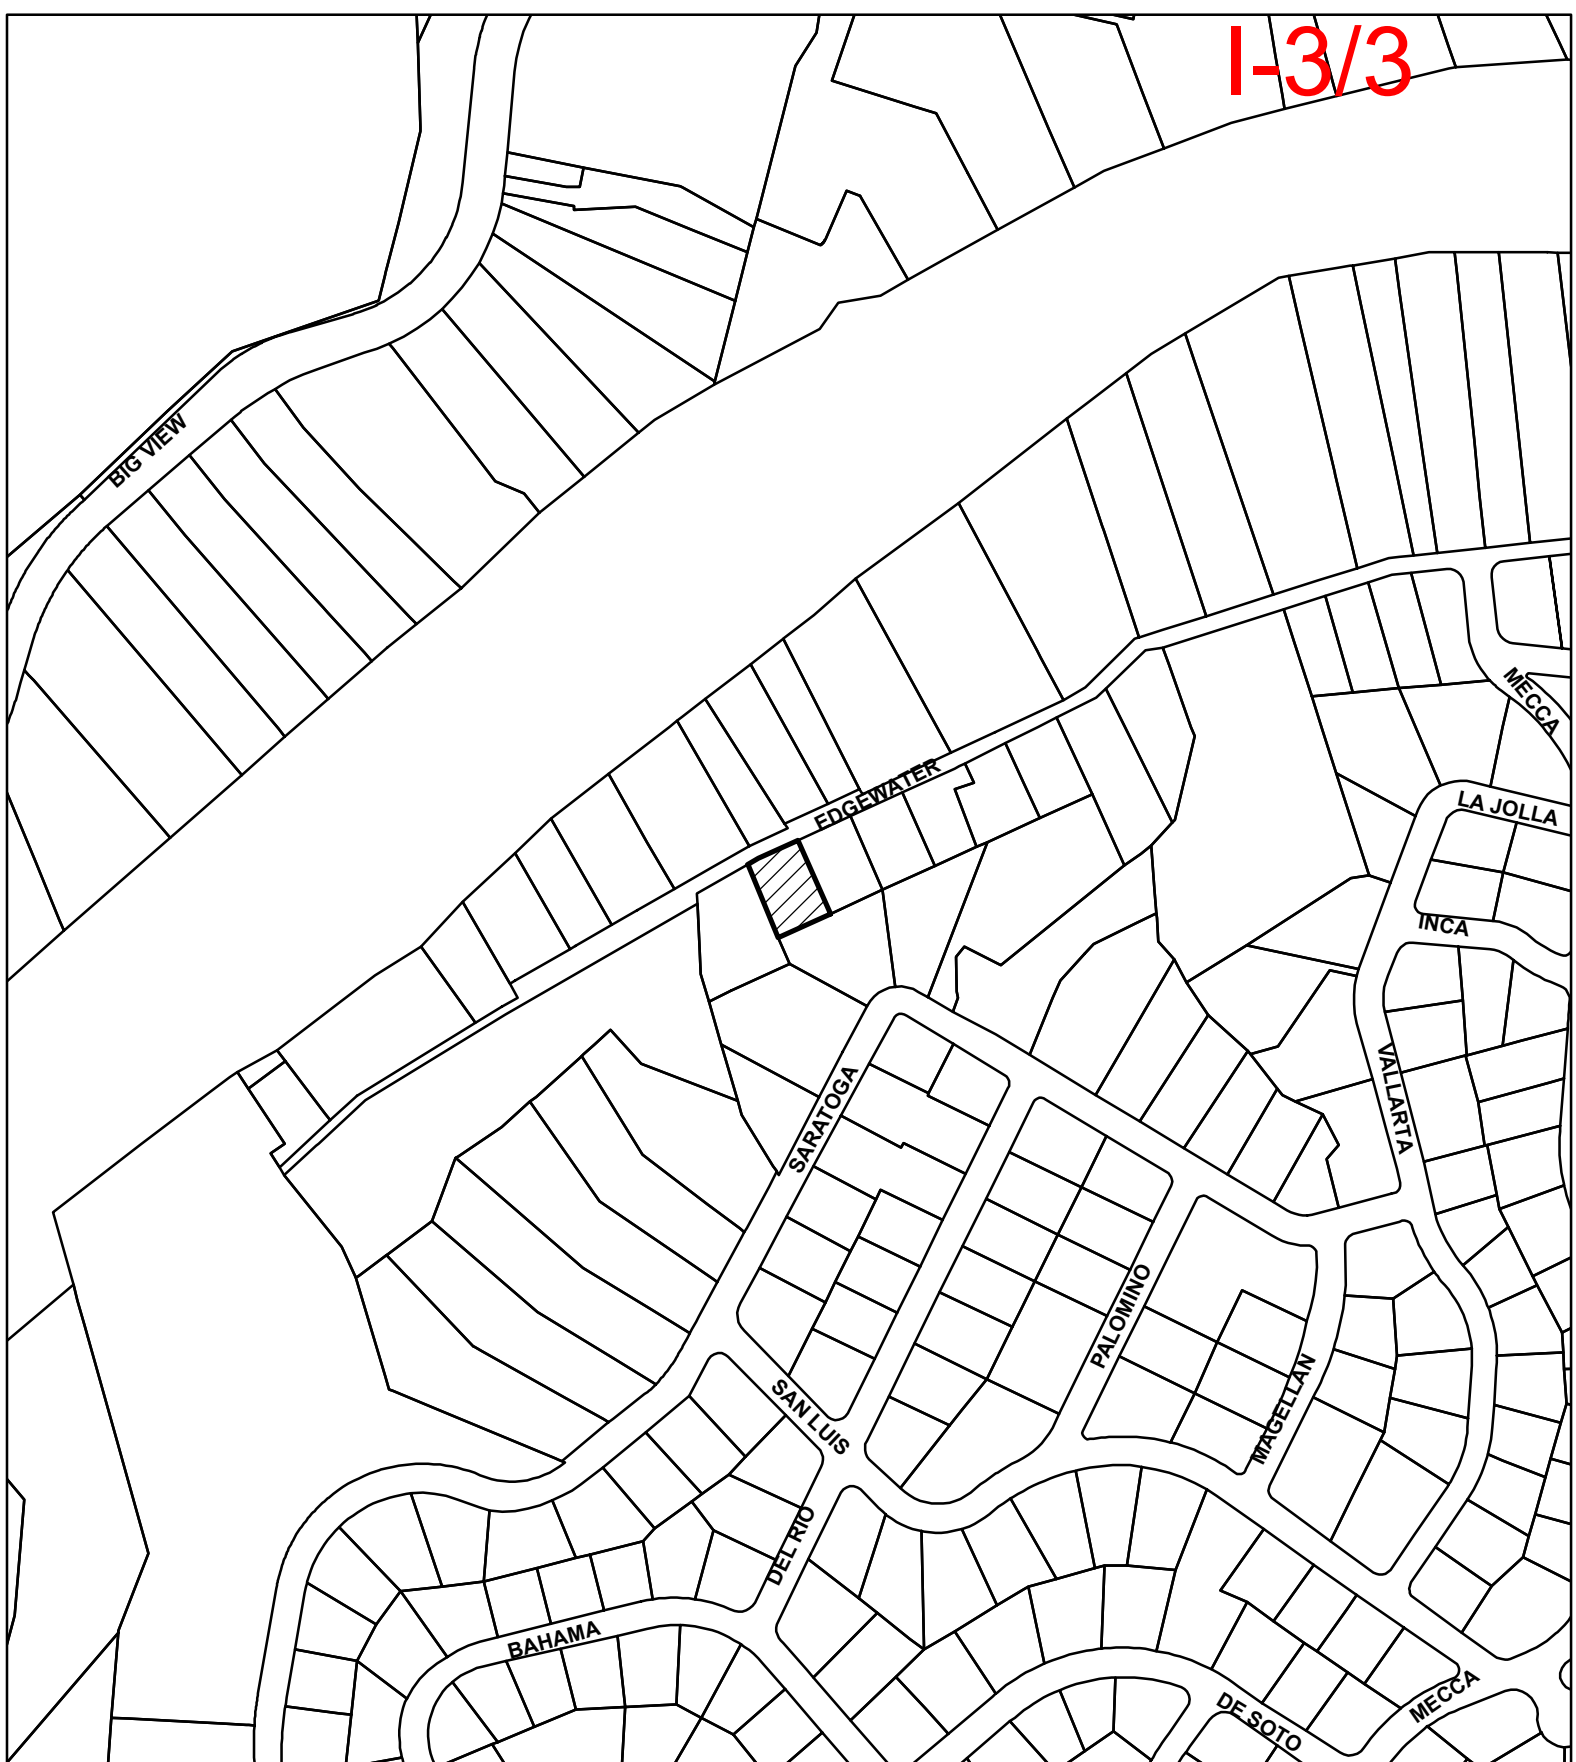 I-3/3
BIG VIEW
MECCA
EDGEWATER
LA JOLLA
INCA
VALLARTA
SARATOGA
PALOMINO
MAGELLAN
SAN LUIS
DEL RIO
BAHAMA
MECCA
DE SOTO